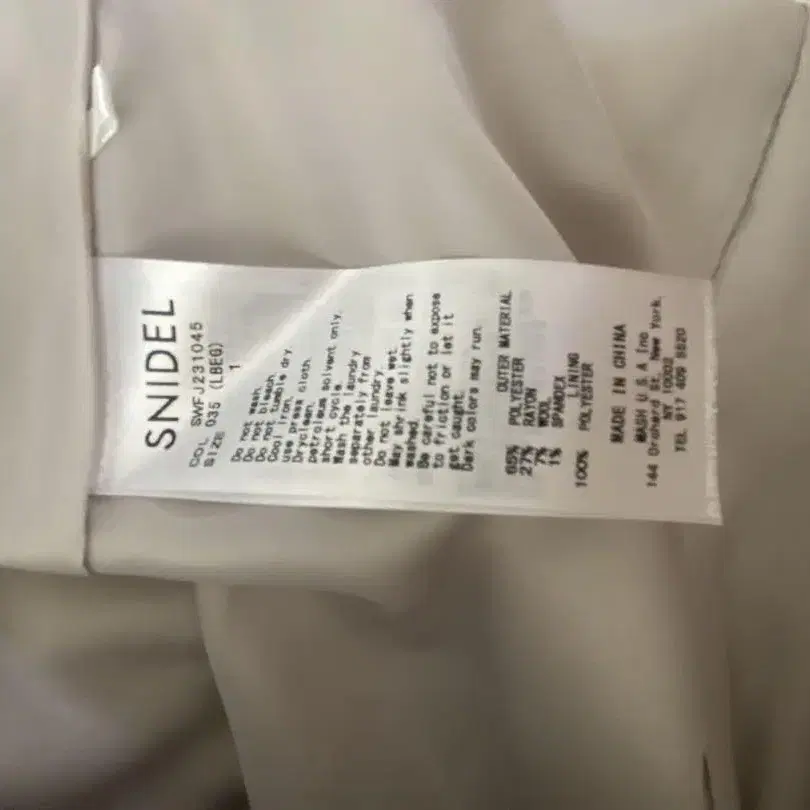 SNIDEL
SWFJ231045
COL 035 (LBEG)
SIZE 1
Do not wash.
Do not bleach.
Do not tumble dry.
Cool iron.
use press cloth.
Dryclean.
petroleum solvent only.
short cycle.
Wash the laundry
separately from
other laundry.
Do not leave wet.
May shrink slightly when
washed.
Be careful not to expose
to friction or let it
get caught.
Dark colors may run.
OUTER MATERIAL
65% POLYESTER
27% RAYON
7% WOOL
1% SPANDEX
LINING
100% POLYESTER
MADE IN CHINA
MASH U S A Inc
144 Orchard St. New York,
NY 10002
TEL 917 409 5520